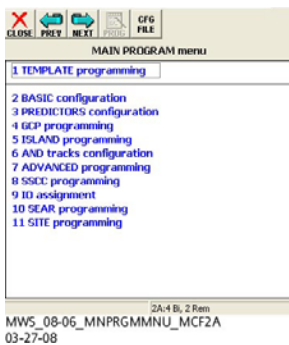 CLOSE PREV NEXT PROG CFG FILE
MAIN PROGRAM menu
1 TEMPLATE programming
2 BASIC configuration
3 PREDICTORS configuration
4 GCP programming
5 ISLAND programming
6 AND tracks configuration
7 ADVANCED programming
8 SSCC programming
9 IO assignment
10 SEAR programming
11 SITE programming
2A:4 Bi, 2 Rem
MWS_08-06_MNPRGMMNU_MCF2A
03-27-08